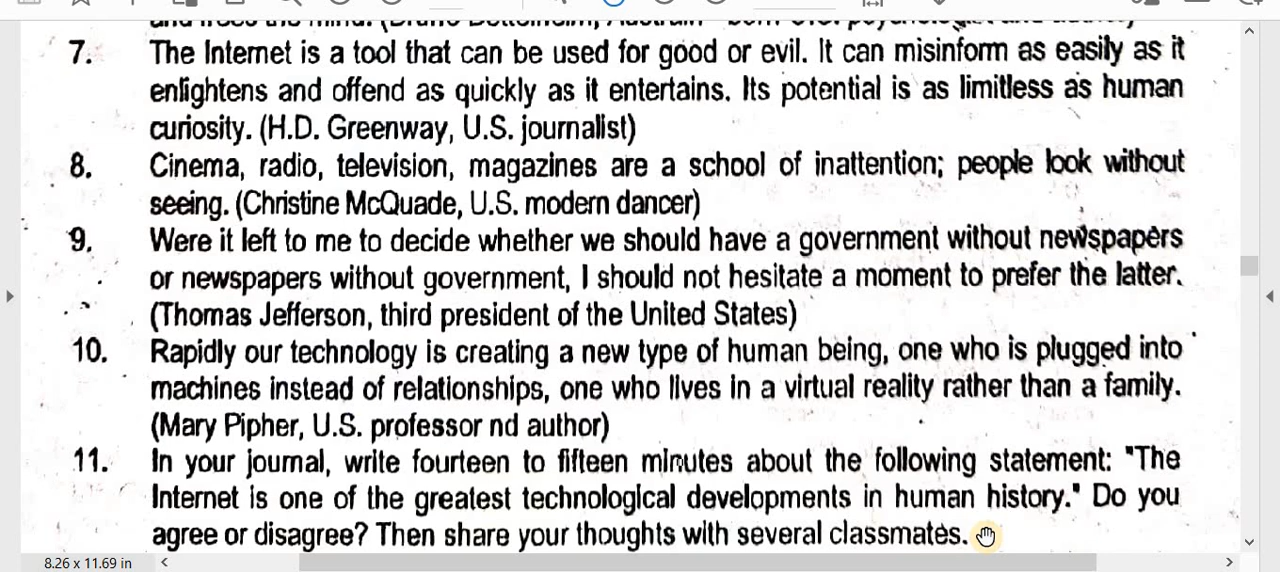 7. The Internet is a tool that can be used for good or evil. It can misinform as easily as it
enlightens and offend as quickly as it entertains. Its potential is as limitless as human
curiosity. (H.D. Greenway, U.S. journalist)
8. Cinema, radio, television, magazines are a school of inattention; people look without
seeing. (Christine McQuade, U.S. modern dancer)
9. Were it left to me to decide whether we should have a government without newspapers
or newspapers without government, I should not hesitate a moment to prefer the latter.
(Thomas Jefferson, third president of the United States)
10. Rapidly our technology is creating a new type of human being, one who is plugged into
machines instead of relationships, one who lives in a virtual reality rather than a family.
(Mary Pipher, U.S. professor nd author)
11. In your journal, write fourteen to fifteen minutes about the following statement: "The
Internet is one of the greatest technological developments in human history." Do you
agree or disagree? Then share your thoughts with several classmates.
8.26 x 11.69 in